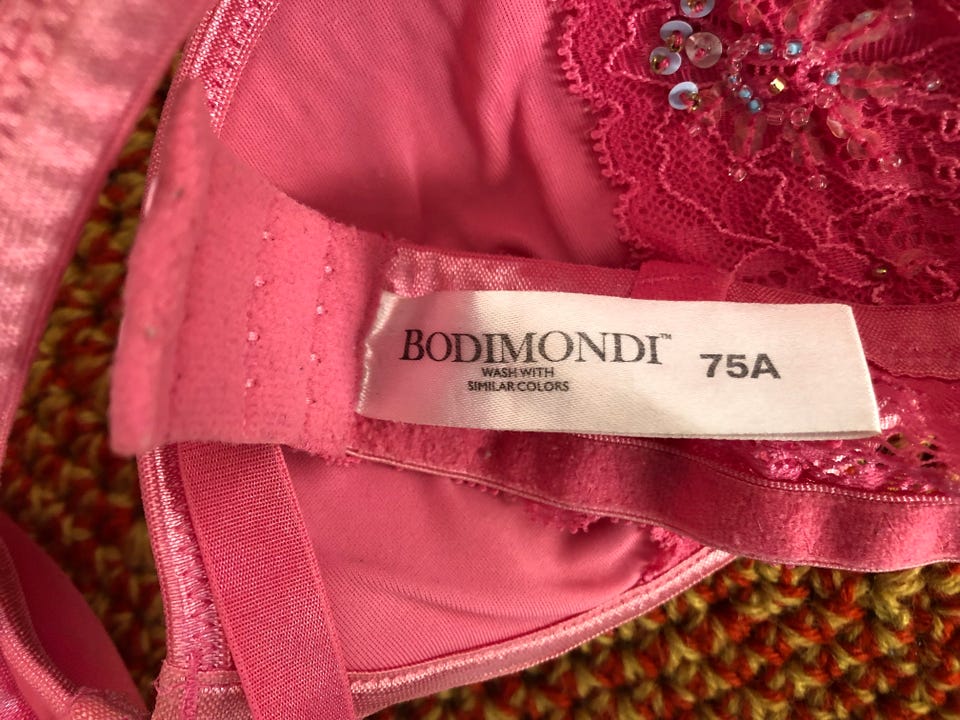 BODIMONDI™ 75A
WASH WITH
SIMILAR COLORS